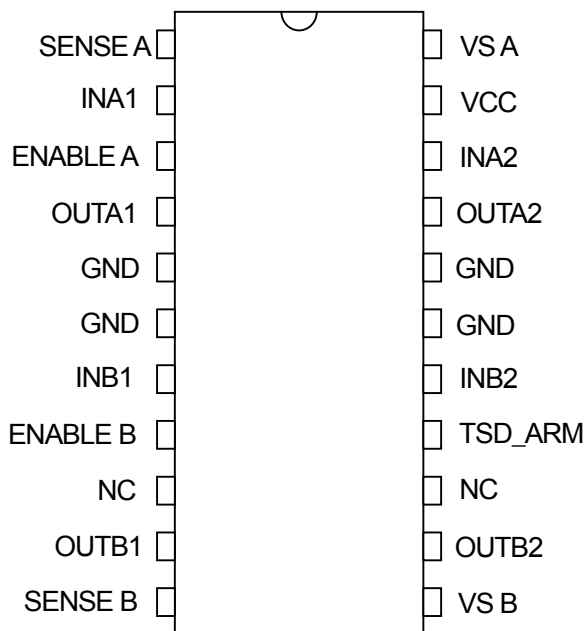 SENSE A VS A
INA1 VCC
ENABLE A INA2
OUTA1 OUTA2
GND GND
GND GND
INB1 INB2
ENABLE B TSD_ARM
NC NC
OUTB1 OUTB2
SENSE B VS B